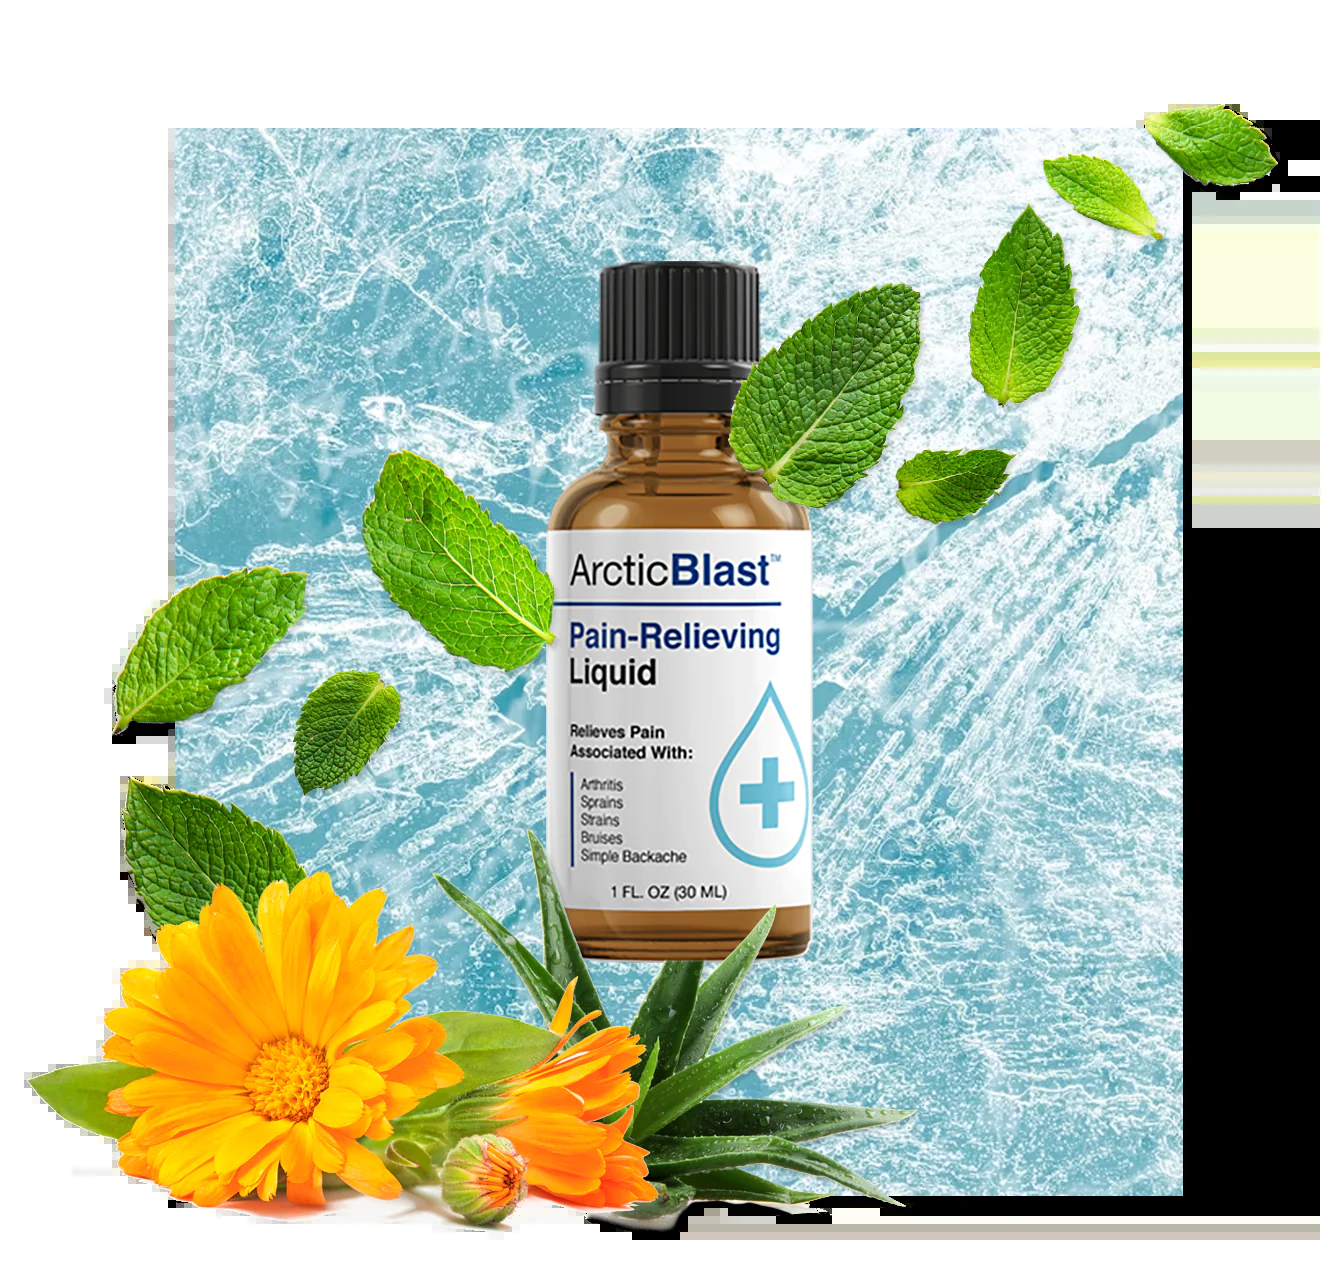 ArcticBlast™
Pain-Relieving
Liquid
Relieves Pain
Associated With:
Arthritis
Sprains
Strains
Bruises
Simple Backache
1 FL. OZ (30 ML)